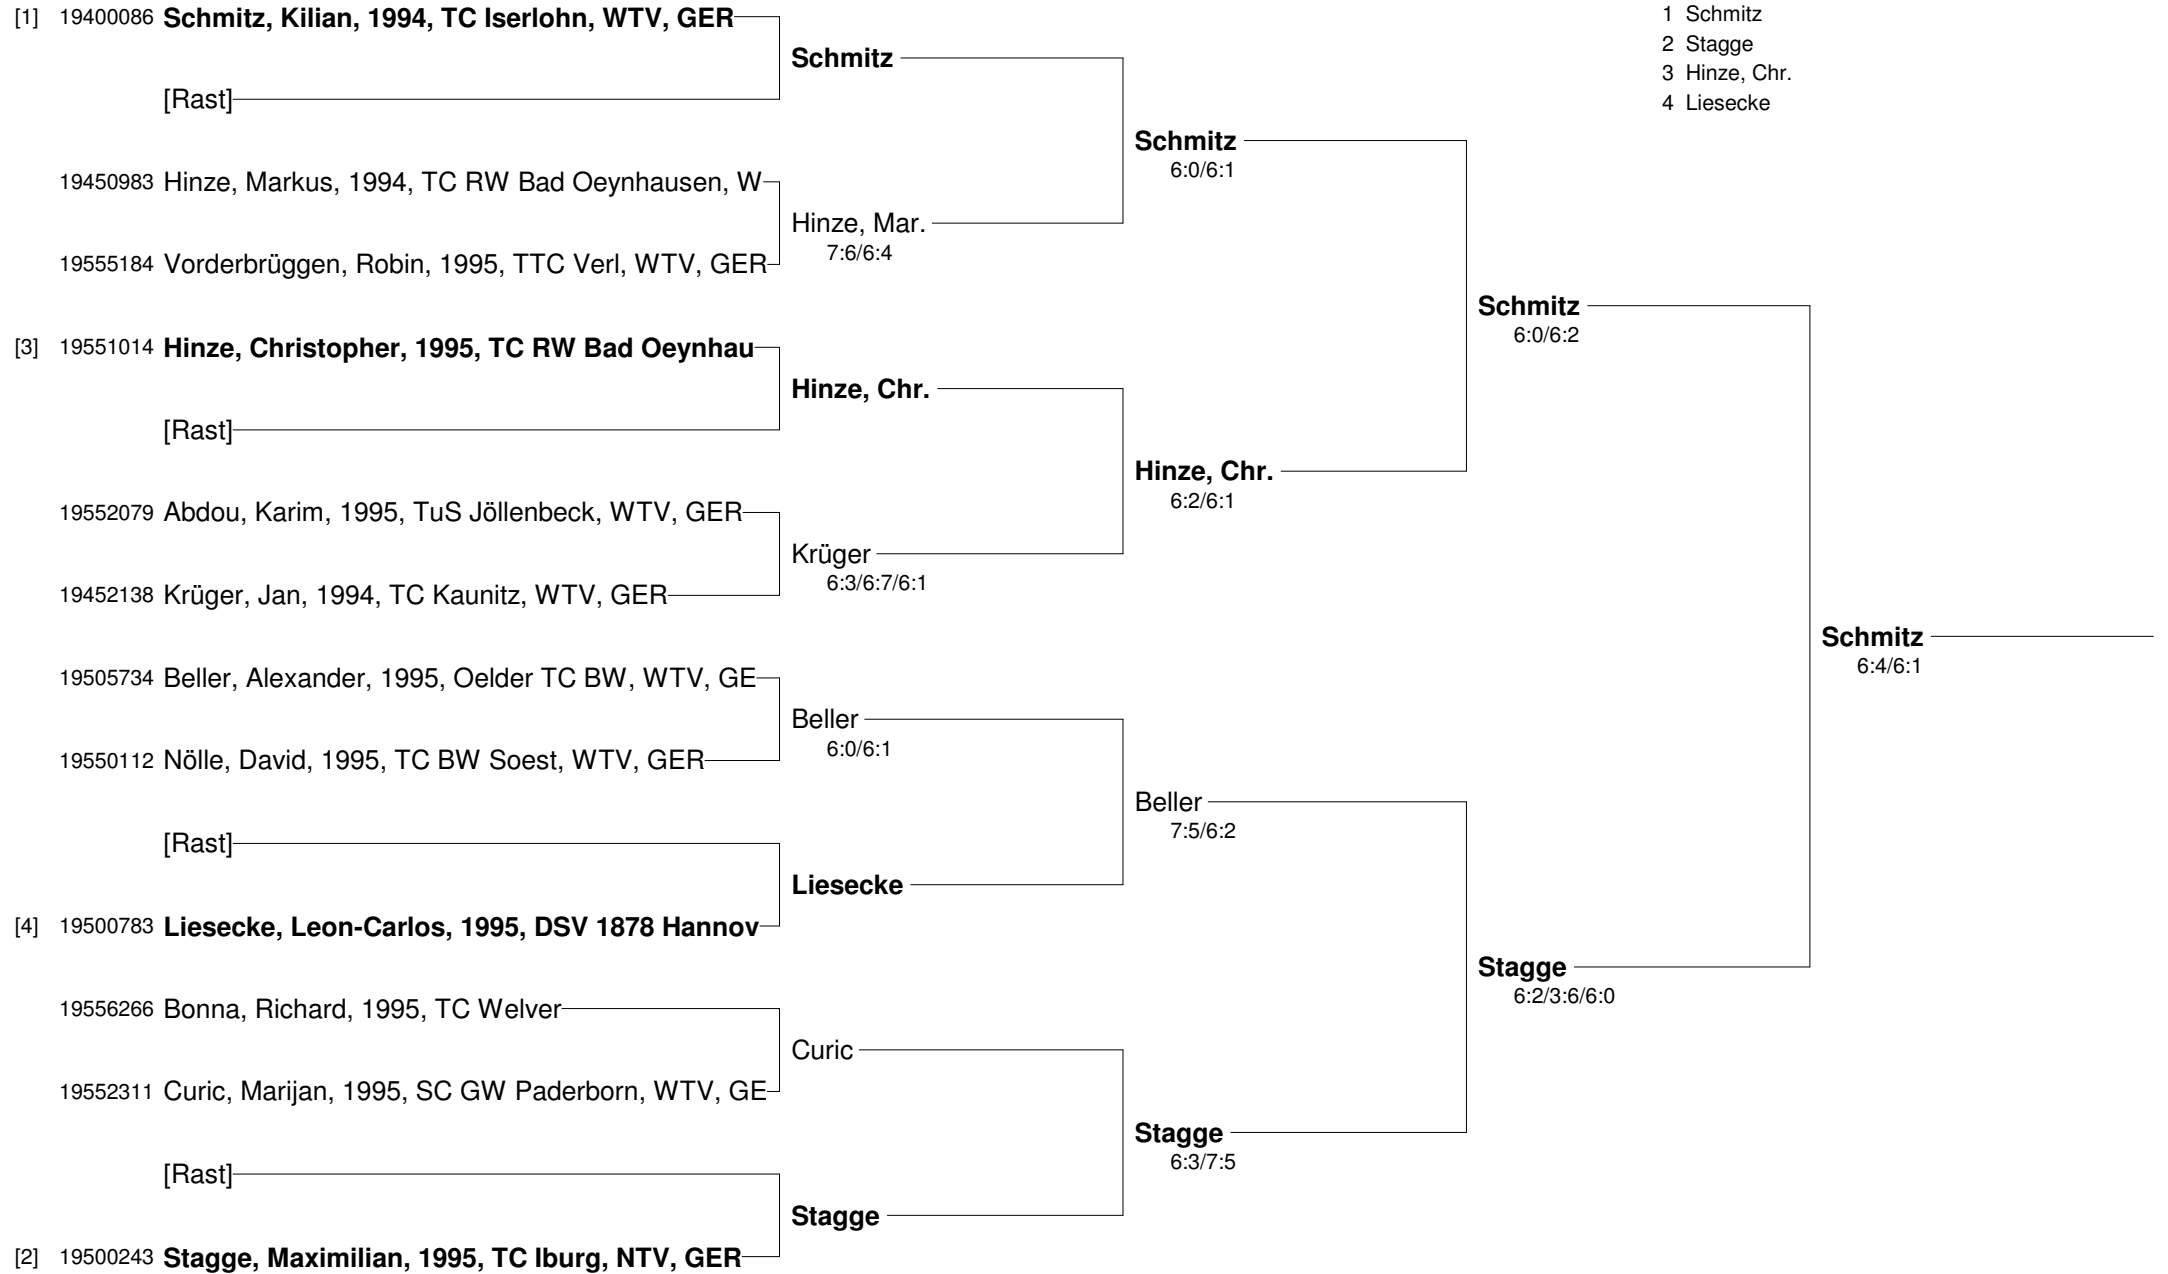 [1] 19400086 Schmitz, Kilian, 1994, TC Iserlohn, WTV, GER
[Rast]
19450983 Hinze, Markus, 1994, TC RW Bad Oeynhausen, W
19555184 Vorderbrüggen, Robin, 1995, TTC Verl, WTV, GER
[3] 19551014 Hinze, Christopher, 1995, TC RW Bad Oeynhau
[Rast]
19552079 Abdou, Karim, 1995, TuS Jöllenbeck, WTV, GER
19452138 Krüger, Jan, 1994, TC Kaunitz, WTV, GER
19505734 Beller, Alexander, 1995, Oelder TC BW, WTV, GE
19550112 Nölle, David, 1995, TC BW Soest, WTV, GER
[Rast]
[4] 19500783 Liesecke, Leon-Carlos, 1995, DSV 1878 Hannov
19556266 Bonna, Richard, 1995, TC Welver
19552311 Curic, Marijan, 1995, SC GW Paderborn, WTV, GE
[Rast]
[2] 19500243 Stagge, Maximilian, 1995, TC Iburg, NTV, GER
Schmitz
Hinze, Mar.
7:6/6:4
Hinze, Chr.
Krüger
6:3/6:7/6:1
Beller
6:0/6:1
Liesecke
Curic
Stagge
Schmitz
6:0/6:1
Hinze, Chr.
6:2/6:1
Beller
7:5/6:2
Stagge
6:3/7:5
Schmitz
6:0/6:2
Stagge
6:2/3:6/6:0
Schmitz
6:4/6:1
1 Schmitz
2 Stagge
3 Hinze, Chr.
4 Liesecke